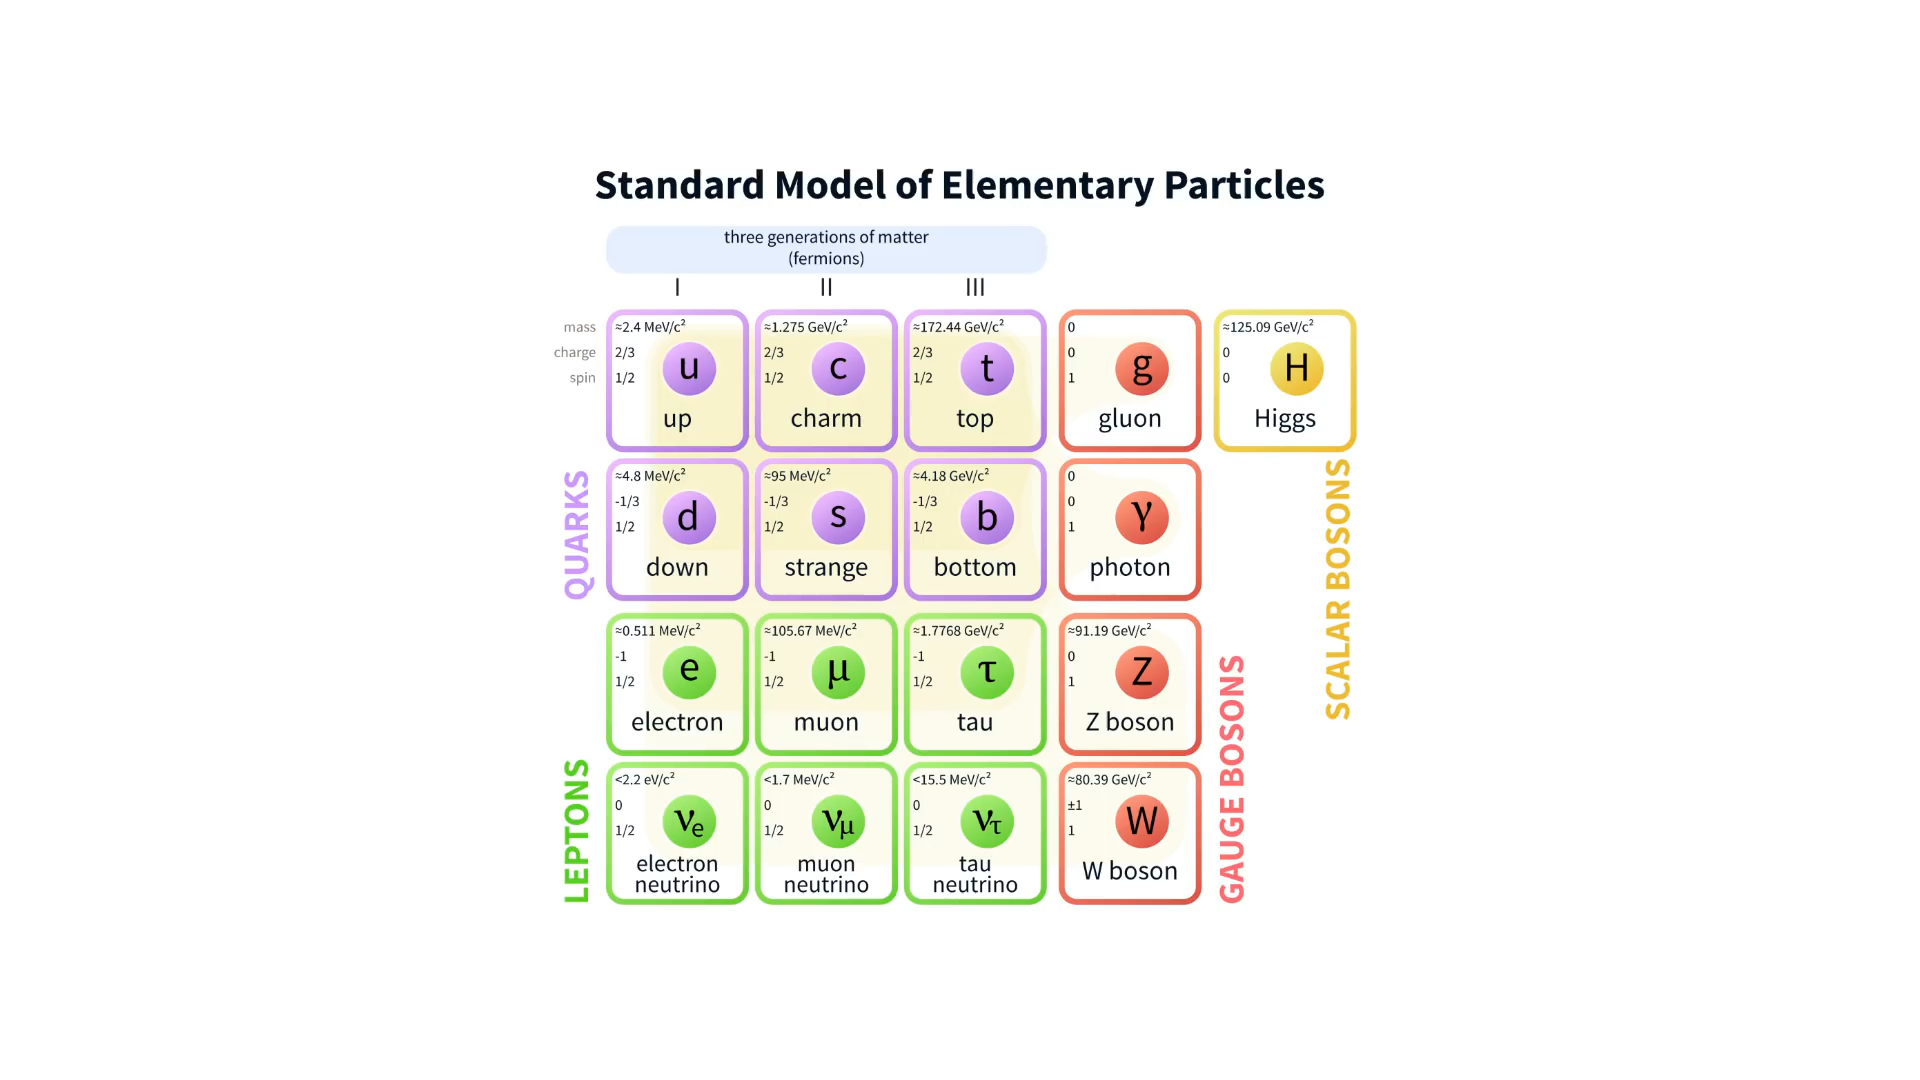 Standard Model of Elementary Particles
three generations of matter
(fermions)
I II III
mass
charge
spin
≈2.4 MeV/c²
2/3
1/2
u
up
≈1.275 GeV/c²
2/3
1/2
c
charm
≈172.44 GeV/c²
2/3
1/2
t
top
0
0
1
g
gluon
≈125.09 GeV/c²
0
0
H
Higgs
QUARKS
≈4.8 MeV/c²
-1/3
1/2
d
down
≈95 MeV/c²
-1/3
1/2
s
strange
≈4.18 GeV/c²
-1/3
1/2
b
bottom
0
0
1
γ
photon
SCALAR BOSONS
≈0.511 MeV/c²
-1
1/2
e
electron
≈105.67 MeV/c²
-1
1/2
μ
muon
≈1.7768 GeV/c²
-1
1/2
τ
tau
≈91.19 GeV/c²
0
1
Z
Z boson
GAUGE BOSONS
LEPTONS
<2.2 eV/c²
0
1/2
νe
electron
neutrino
<1.7 MeV/c²
0
1/2
νμ
muon
neutrino
<15.5 MeV/c²
0
1/2
ντ
tau
neutrino
≈80.39 GeV/c²
±1
1
W
W boson